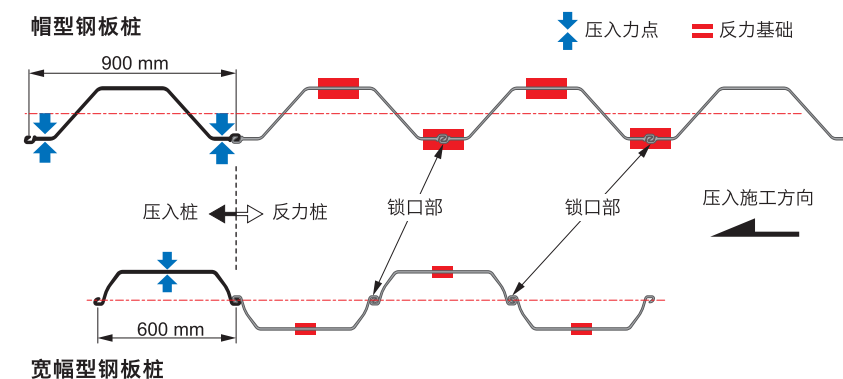 帽型钢板桩
压入力点
反力基础
900 mm
压入桩
反力桩
锁口部
锁口部
压入施工方向
600 mm
宽幅型钢板桩